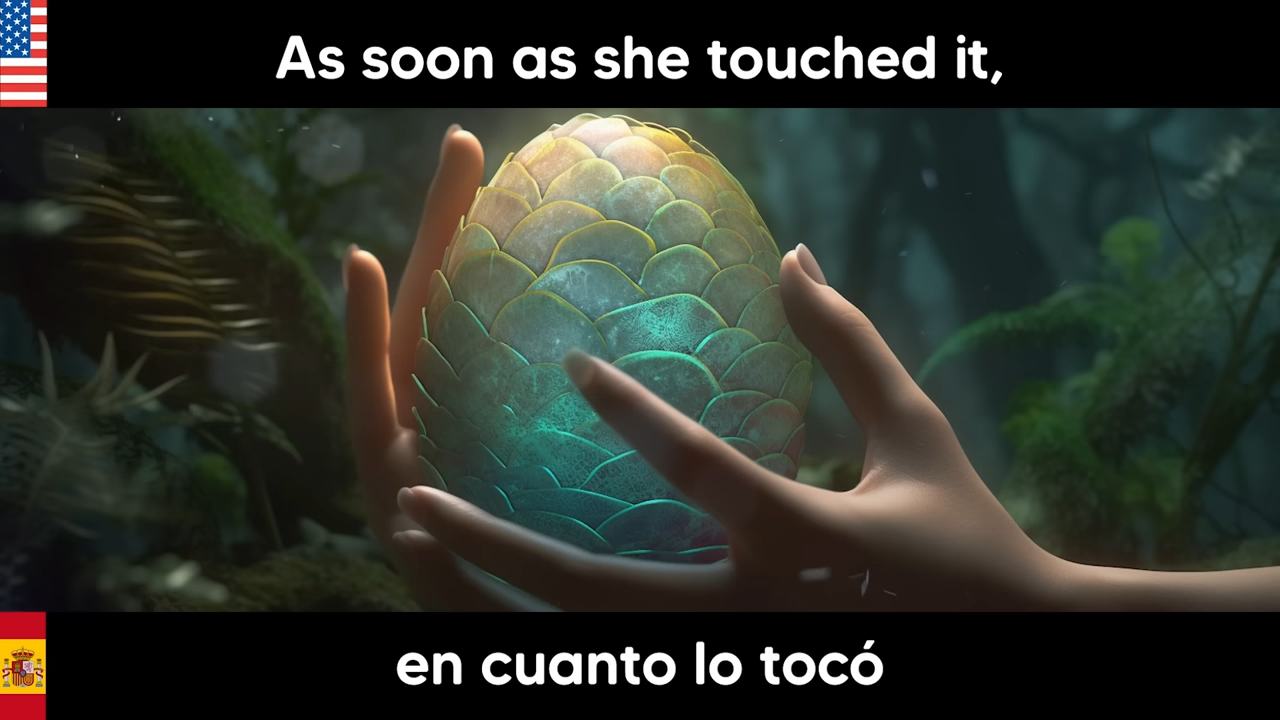 As soon as she touched it,
en cuanto lo tocó